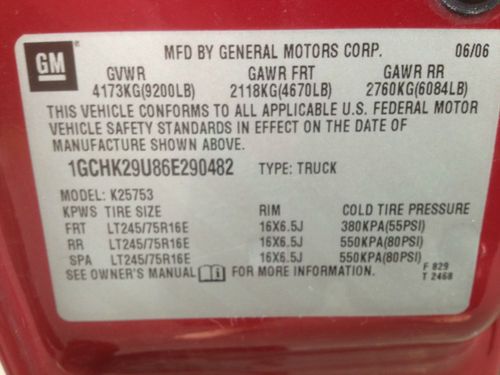 GM
MFD BY GENERAL MOTORS CORP. 06/06
GVWR GAWR FRT GAWR RR
4173KG(9200LB) 2118KG(4670LB) 2760KG(6084LB)
THIS VEHICLE CONFORMS TO ALL APPLICABLE U.S. FEDERAL MOTOR
VEHICLE SAFETY STANDARDS IN EFFECT ON THE DATE OF
MANUFACTURE SHOWN ABOVE.
1GCHK29U86E290482 TYPE: TRUCK
MODEL: K25753
KPWS TIRE SIZE RIM COLD TIRE PRESSURE
FRT LT245/75R16E 16X6.5J 380KPA(55PSI)
RR LT245/75R16E 16X6.5J 550KPA(80PSI)
SPA LT245/75R16E 16X6.5J 550KPA(80PSI)
SEE OWNER'S MANUAL i FOR MORE INFORMATION.
F 829
T 2468